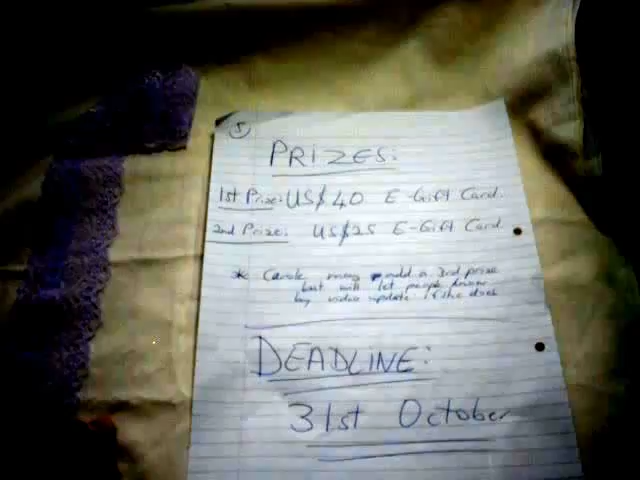 5
PRIZES:
1st Prize: US$40 E-Gift Card.
2nd Prize: US$25 E-Gift Card.
* Carole may add a 3rd prize
but will let people know
by video update if she does
DEADLINE:
31st October